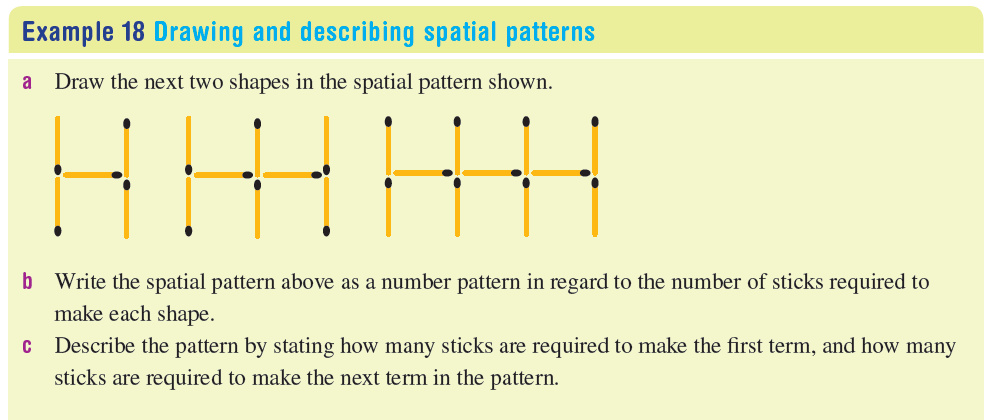 Example 18 Drawing and describing spatial patterns
a Draw the next two shapes in the spatial pattern shown.
b Write the spatial pattern above as a number pattern in regard to the number of sticks required to
make each shape.
c Describe the pattern by stating how many sticks are required to make the first term, and how many
sticks are required to make the next term in the pattern.